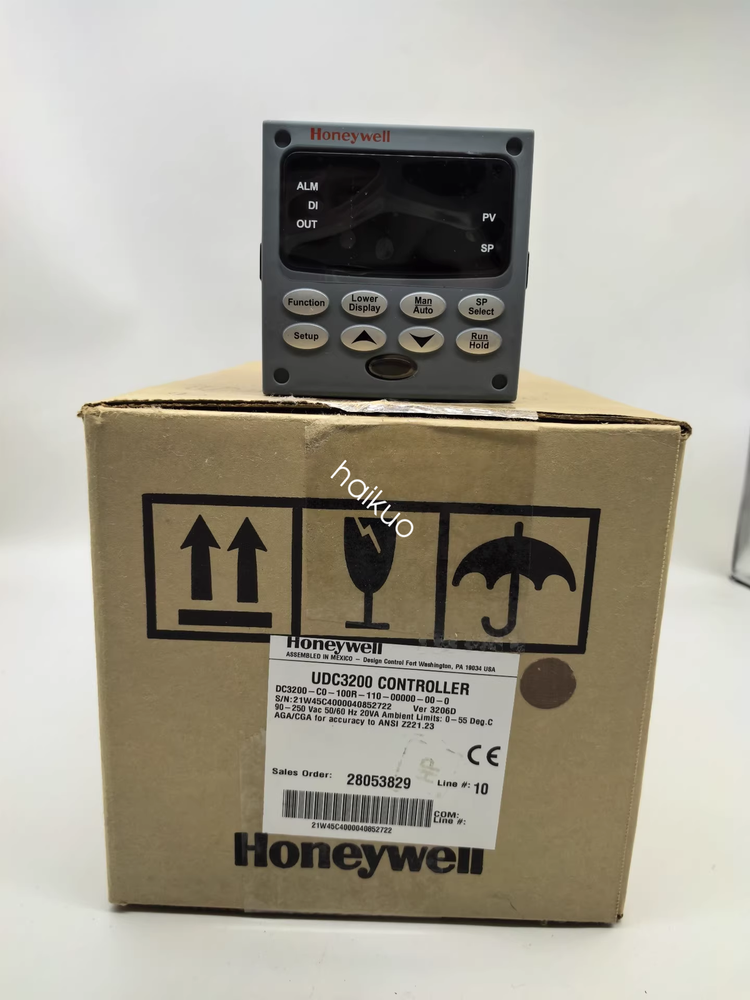 Honeywell
ALM
DI
OUT
PV
SP
Function
Lower
Display
Man
Auto
SP
Select
Setup
Run
Hold
haikuo
Honeywell
ASSEMBLED IN MEXICO - Design Control Fort Washington, PA 19034 USA
UDC3200 CONTROLLER
DC3200-C0-100R-110-00000-00-0
S/N:21W45C4000040852722 Ver 3206D
90-250 Vac 50/60 Hz 20VA Ambient Limits: 0-55 Deg.C
AGA/CGA for accuracy to ANSI Z221.23
CE
HP
Sales Order: 28053829 Line #: 10
COM:
Line #:
21W45C4000040852722
Honeywell